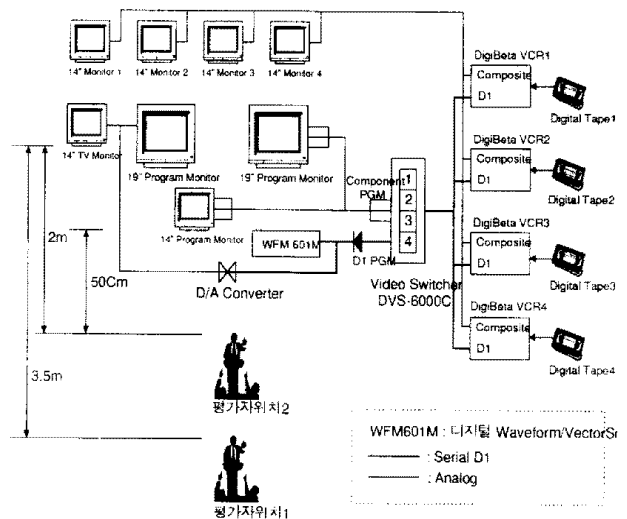 14" Monitor 1
14" Monitor 2
14" Monitor 3
14" Monitor 4
14" TV Monitor
19" Program Monitor
19" Program Monitor
14" Program Monitor
WFM 601M
D/A Converter
Component
PGM
D1 PGM
1
2
3
4
Video Switcher
DVS-6000C
DigiBeta VCR1
Composite
D1
Digital Tape1
DigiBeta VCR2
Composite
D1
Digital Tape2
DigiBeta VCR3
Composite
D1
Digital Tape3
DigiBeta VCR4
Composite
D1
Digital Tape4
2m
50Cm
3.5m
평가자위치2
평가자위치1
WFM601M : 디지털 Waveform/VectorS
: Serial D1
: Analog